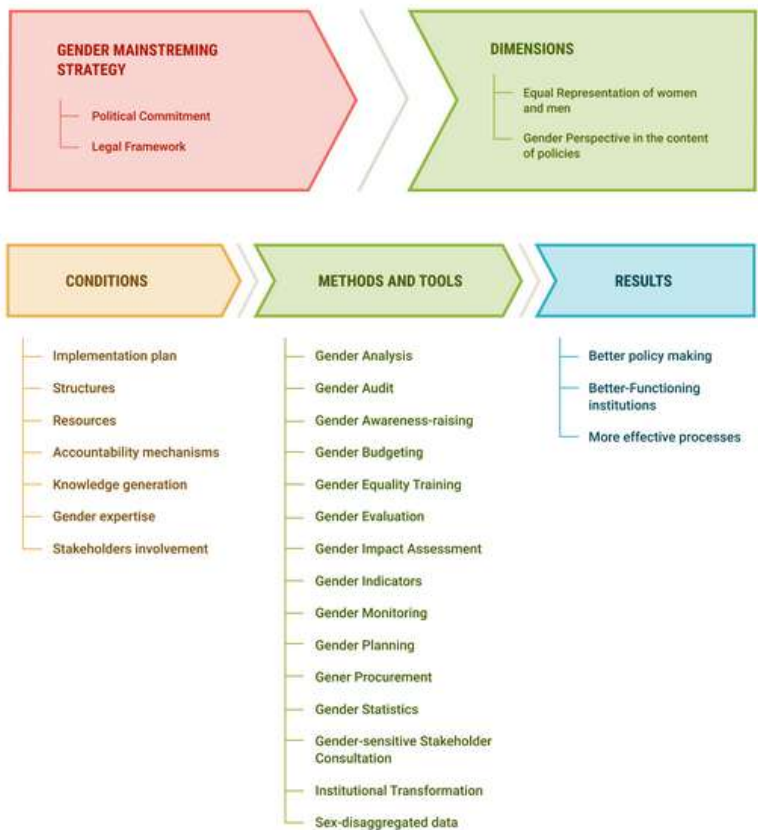 GENDER MAINSTREMING
STRATEGY
Political Commitment
Legal Framework
DIMENSIONS
Equal Representation of women
and men
Gender Perspective in the content
of policies
CONDITIONS
Implementation plan
Structures
Resources
Accountability mechanisms
Knowledge generation
Gender expertise
Stakeholders involvement
METHODS AND TOOLS
Gender Analysis
Gender Audit
Gender Awareness-raising
Gender Budgeting
Gender Equality Training
Gender Evaluation
Gender Impact Assessment
Gender Indicators
Gender Monitoring
Gender Planning
Gener Procurement
Gender Statistics
Gender-sensitive Stakeholder
Consultation
Institutional Transformation
Sex-disaggregated data
RESULTS
Better policy making
Better-Functioning
institutions
More effective processes